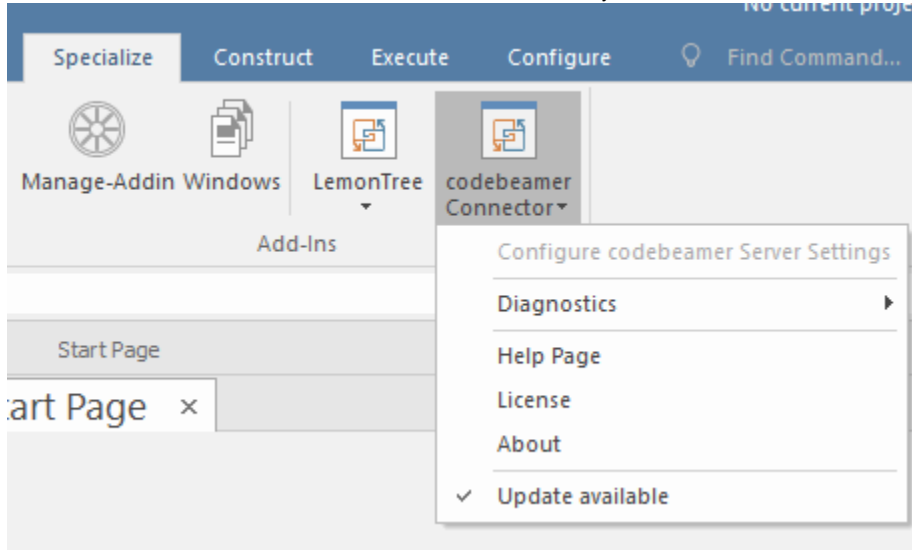 No current proje
Specialize Construct Execute Configure Find Command...
Manage-Addin Windows LemonTree codebeamer
Connector
Add-Ins
Configure codebeamer Server Settings
Diagnostics
Start Page
Help Page
License
tart Page ×
About
Update available